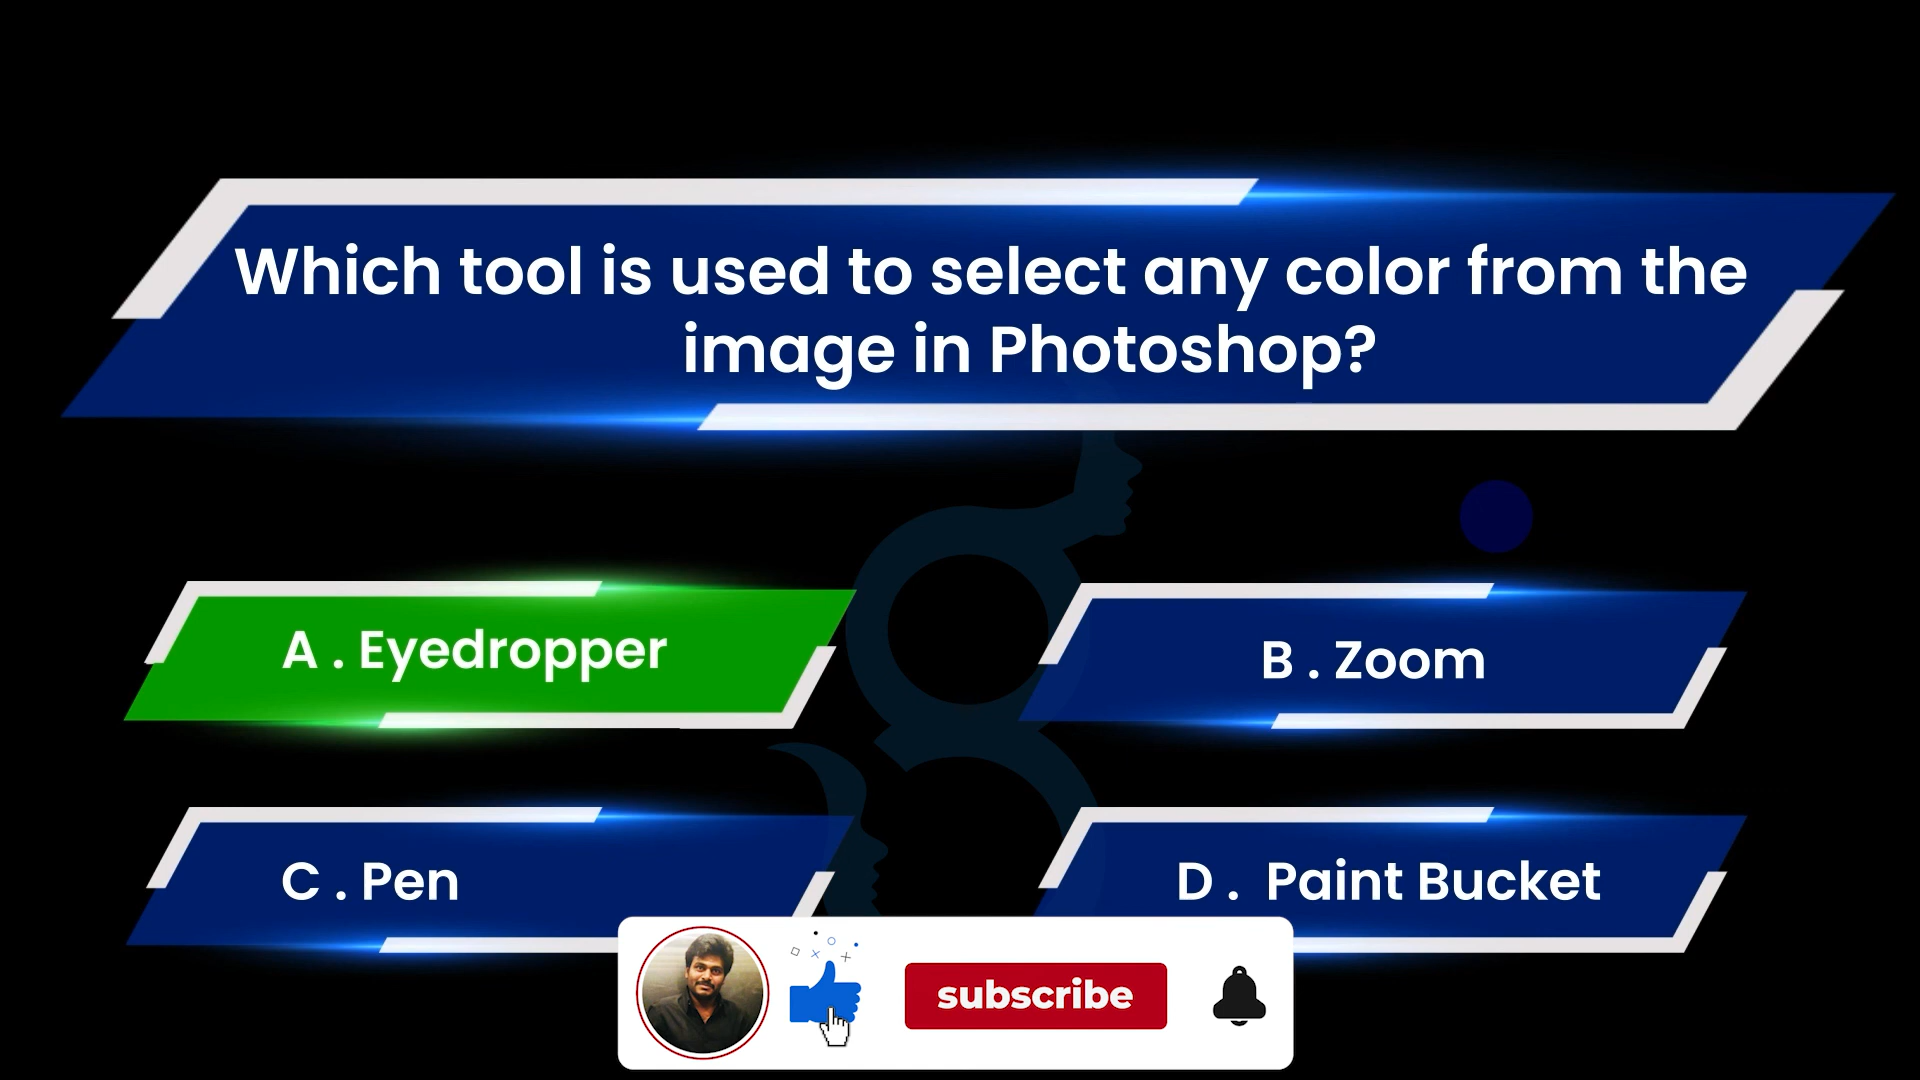 Which tool is used to select any color from the
image in Photoshop?
A . Eyedropper
B . Zoom
C . Pen
D .  Paint Bucket
subscribe